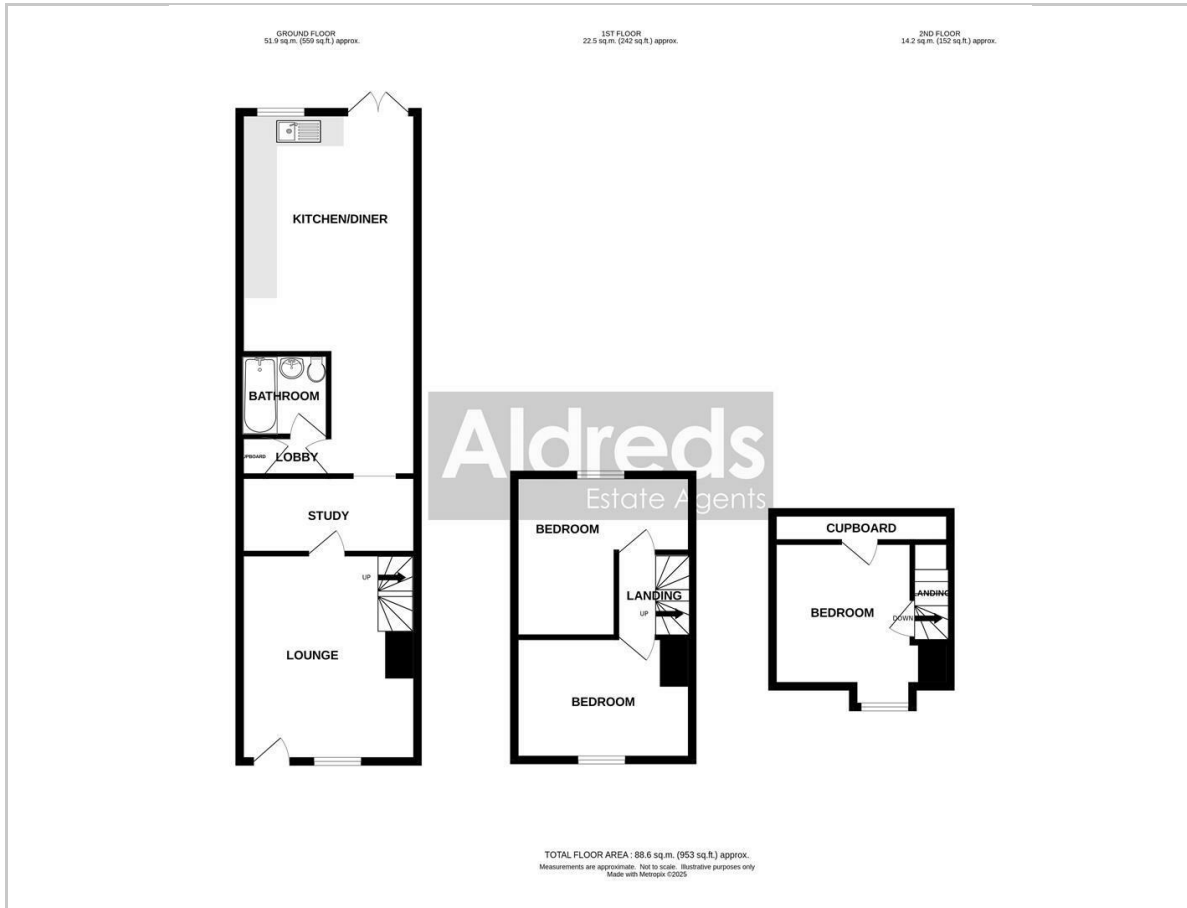 GROUND FLOOR
51.9 sq.m. (559 sq.ft.) approx.
1ST FLOOR
22.5 sq.m. (242 sq.ft.) approx.
2ND FLOOR
14.2 sq.m. (152 sq.ft.) approx.
KITCHEN/DINER
BATHROOM
UPBOARD
LOBBY
STUDY
UP
LOUNGE
Aldreds
Estate Agents
BEDROOM
LANDING
UP
BEDROOM
CUPBOARD
BEDROOM
LANDING
DOWN
TOTAL FLOOR AREA : 88.6 sq.m. (953 sq.ft.) approx.
Measurements are approximate. Not to scale. Illustrative purposes only
Made with Metropix ©2025